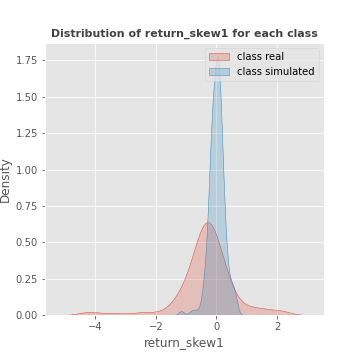 Distribution of return_skew1 for each class
class real
class simulated
1.75
1.50
1.25
1.00
0.75
0.50
0.25
0.00
Density
−4
−2
0
2
return_skew1